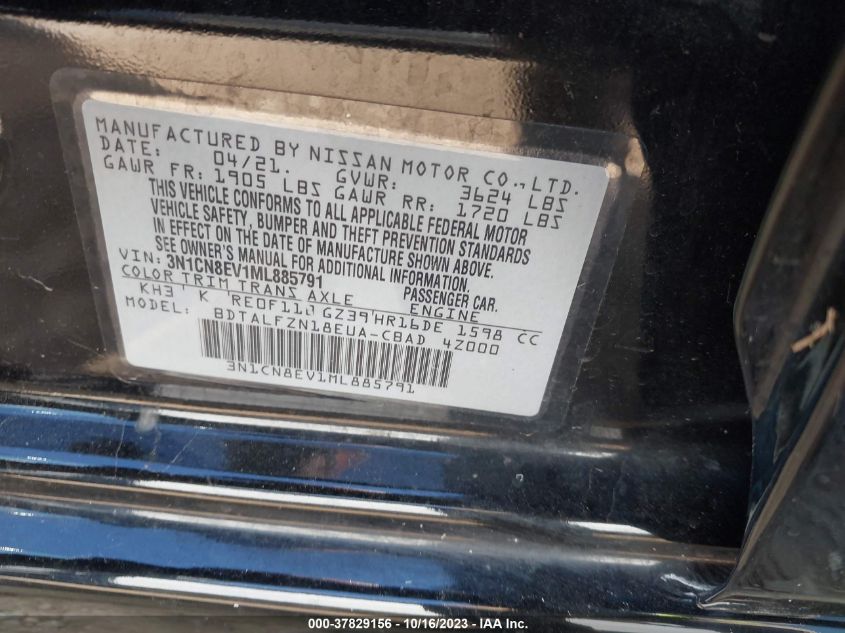 MANUFACTURED BY NISSAN MOTOR CO.,LTD.
DATE: 04/21. GVWR: 3624 LBS
GAWR FR: 1905 LBS GAWR RR: 1720 LBS
THIS VEHICLE CONFORMS TO ALL APPLICABLE FEDERAL MOTOR
VEHICLE SAFETY, BUMPER AND THEFT PREVENTION STANDARDS
IN EFFECT ON THE DATE OF MANUFACTURE SHOWN ABOVE.
SEE OWNER'S MANUAL FOR ADDITIONAL INFORMATION.
VIN: 3N1CN8EV1ML885791 PASSENGER CAR.
COLOR TRIM TRANS AXLE ENGINE
KH3 K RE0F11J GZ39 HR16DE 1598 CC
MODEL: BDTALFZN18EUA-CBAD 4Z000
3N1CN8EV1ML885791
000-37829156 - 10/16/2023 - IAA Inc.